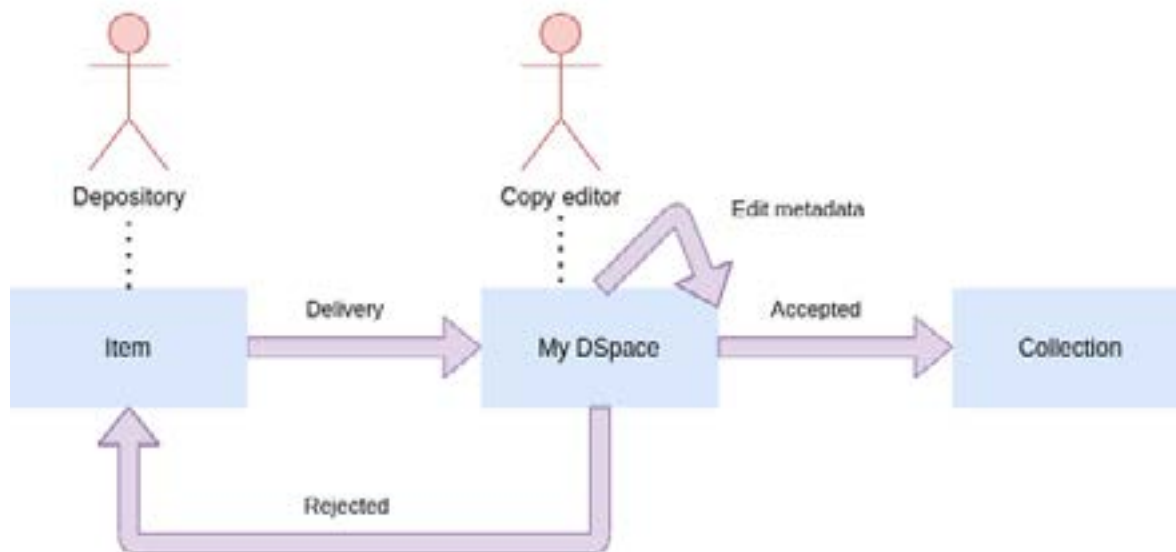 Depository
Copy editor
Edit metadata
Item
Delivery
My DSpace
Accepted
Collection
Rejected